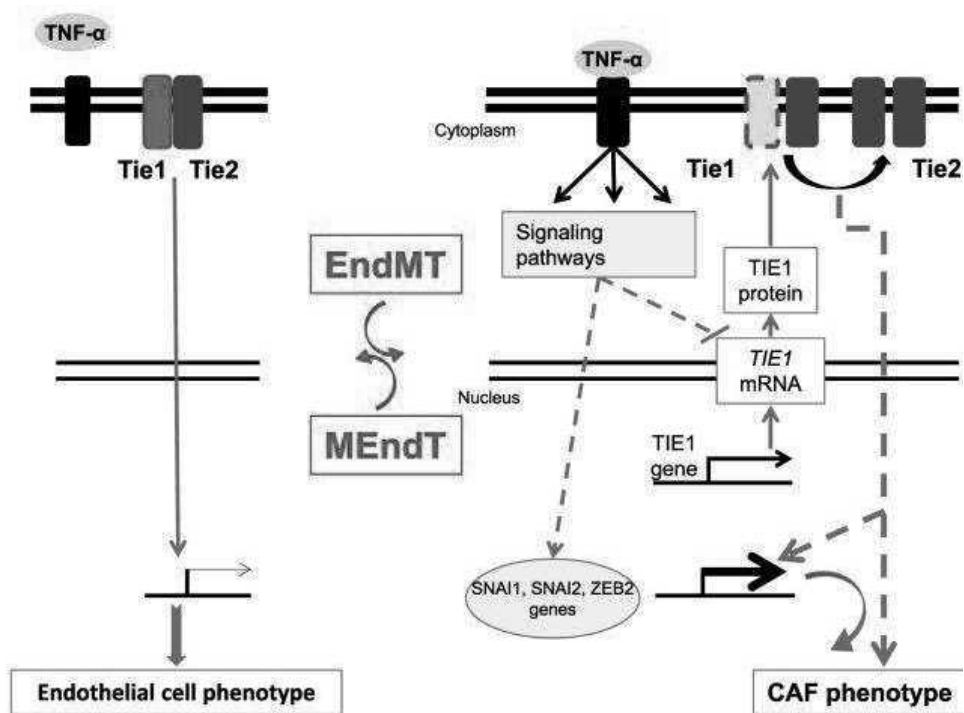 TNF-α
Tie1 Tie2
EndMT
MEndT
Endothelial cell phenotype
TNF-α
Cytoplasm
Tie1
Tie2
Signaling
pathways
TIE1
protein
TIE1
mRNA
Nucleus
TIE1
gene
SNAI1, SNAI2, ZEB2
genes
CAF phenotype